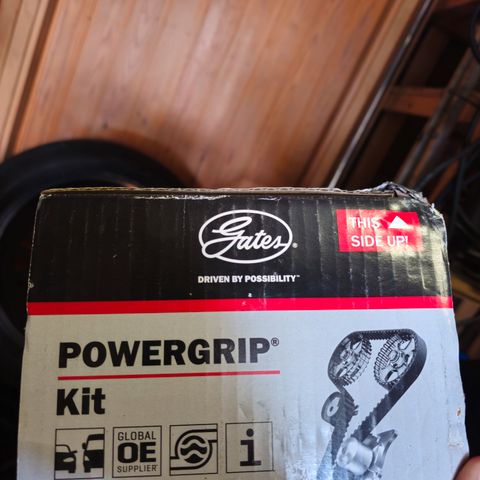 Gates®
DRIVEN BY POSSIBILITY™
THIS
SIDE UP!
POWERGRIP®
Kit
GLOBAL
OE
SUPPLIER
i